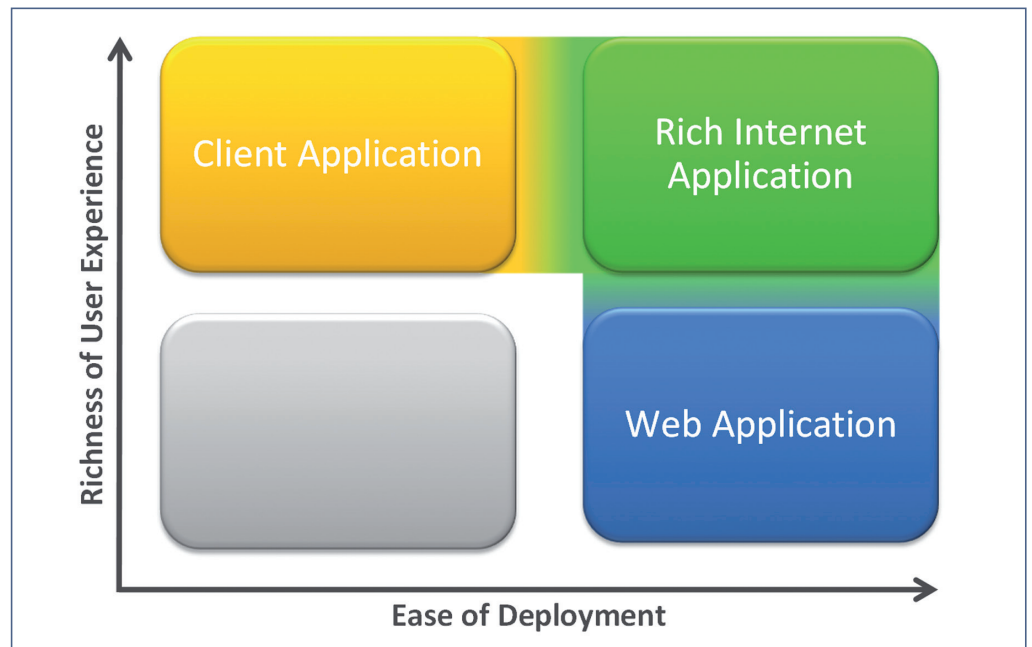 Richness of User Experience
Client Application
Rich Internet
Application
Web Application
Ease of Deployment